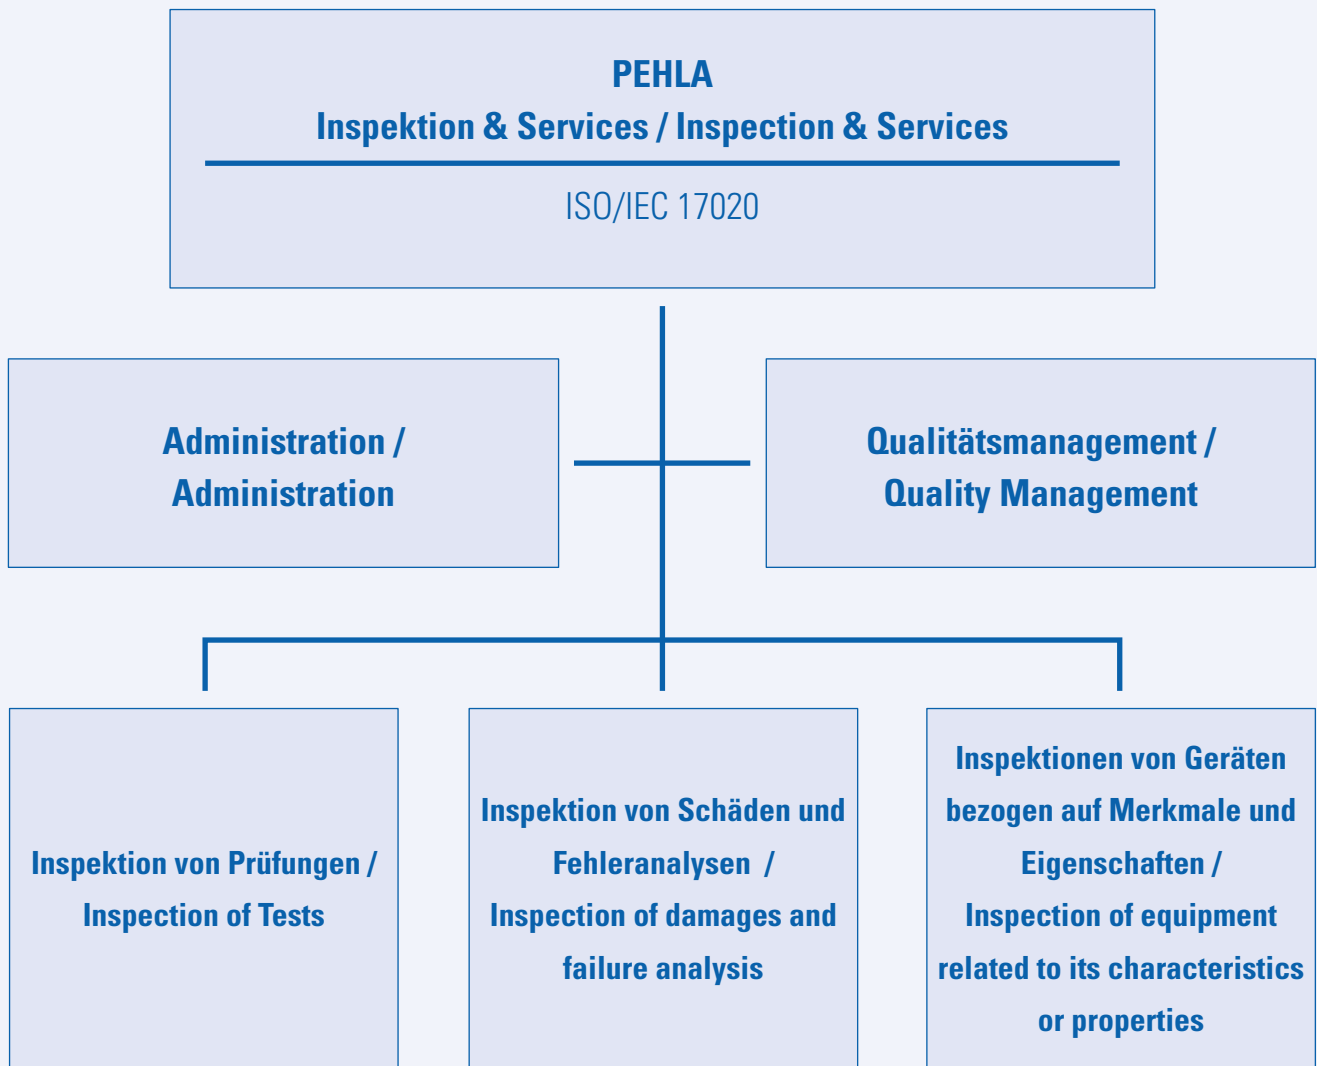 PEHLA
Inspektion & Services / Inspection & Services
ISO/IEC 17020
Administration /
Administration
Qualitätsmanagement /
Quality Management
Inspektion von Prüfungen /
Inspection of Tests
Inspektion von Schäden und
Fehleranalysen /
Inspection of damages and
failure analysis
Inspektionen von Geräten
bezogen auf Merkmale und
Eigenschaften /
Inspection of equipment
related to its characteristics
or properties